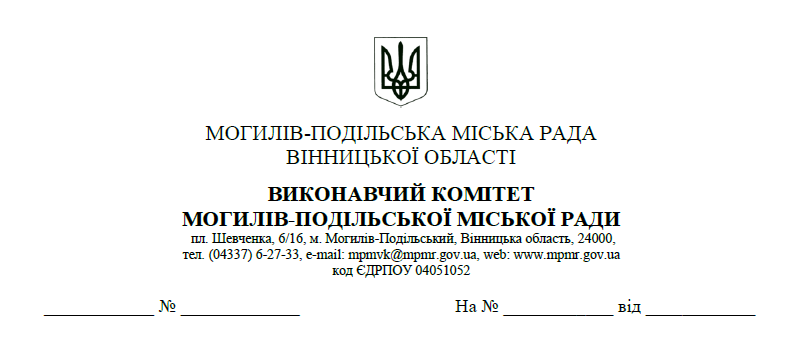 МОГИЛІВ-ПОДІЛЬСЬКА МІСЬКА РАДА
ВІННИЦЬКОЇ ОБЛАСТІ
ВИКОНАВЧИЙ КОМІТЕТ
МОГИЛІВ-ПОДІЛЬСЬКОЇ МІСЬКОЇ РАДИ
пл. Шевченка, 6/16, м. Могилів-Подільський, Вінницька область, 24000,
тел. (04337) 6-27-33, e-mail: mpmvk@mpmr.gov.ua, web: www.mpmr.gov.ua
код ЄДРПОУ 04051052
____________ № _____________ На № ____________ від ____________